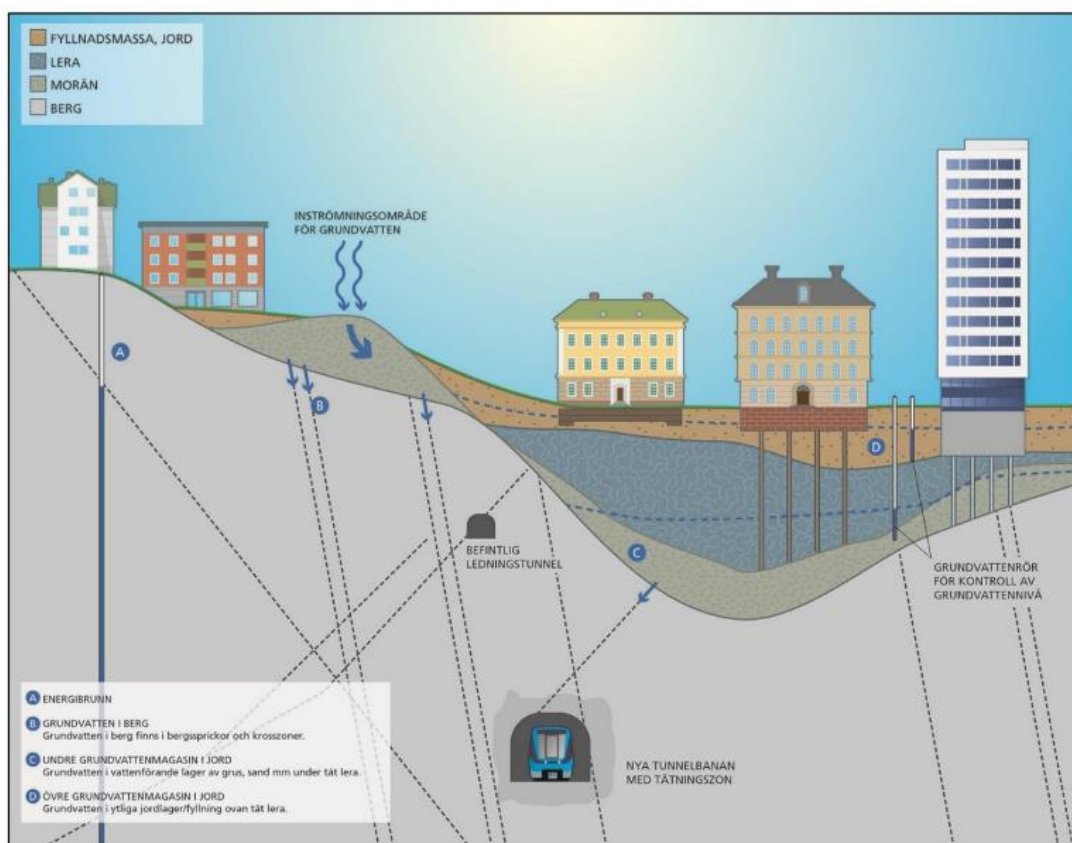 FYLLNADSMASSA, JORD
LERA
MORÄN
BERG
INSTRÖMNINGSOMRÅDE
FÖR GRUNDVATTEN
A
B
D
BEFINTLIG
LEDNINGSTUNNEL
C
GRUNDVATTENRÖR
FÖR KONTROLL AV
GRUNDVATTENNIVÅ
A ENERGIBRUNN
B GRUNDVATTEN I BERG
Grundvatten i berg finns i bergssprickor och krosszoner.
C UNDRE GRUNDVATTENMAGASIN I JORD
Grundvatten i vattenförande lager av grus, sand mm under tät lera.
D ÖVRE GRUNDVATTENMAGASIN I JORD
Grundvatten i ytliga jordlager/fyllning ovan tät lera.
NYA TUNNELBANAN
MED TÄTNINGSZON